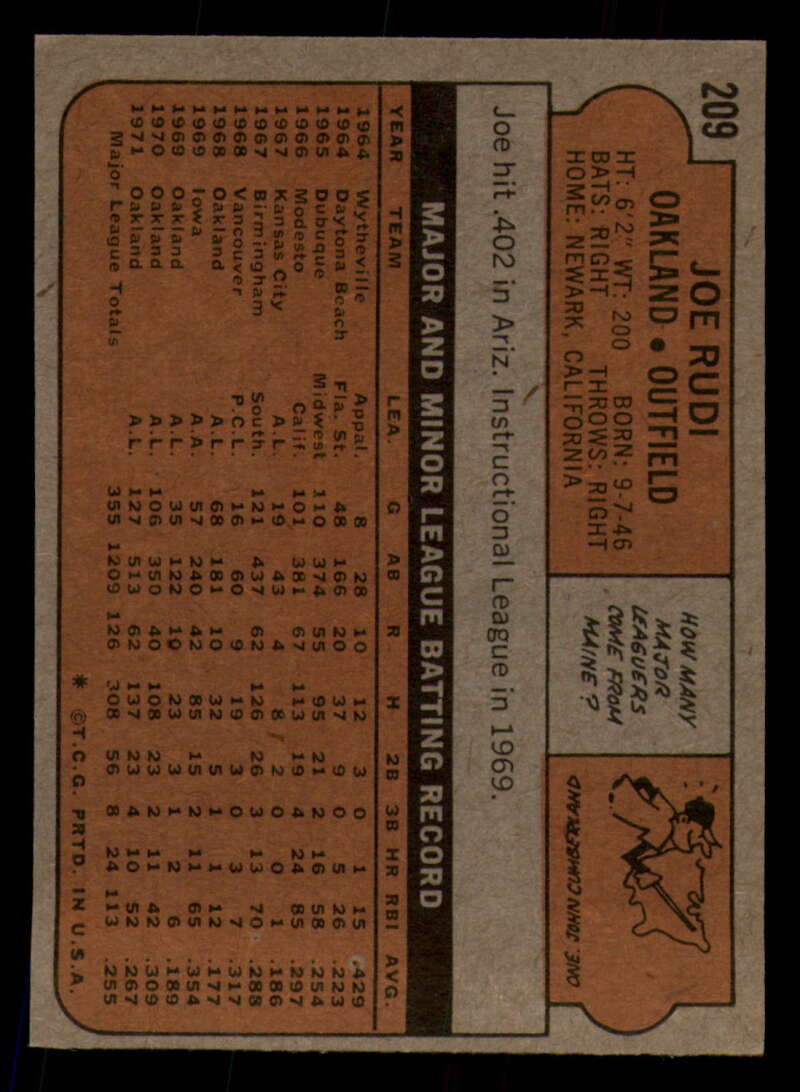 209
JOE RUDI
OAKLAND • OUTFIELD
HT: 6'2" WT: 200 BORN: 9-7-46
BATS: RIGHT THROWS: RIGHT
HOME: NEWARK, CALIFORNIA
HOW MANY
MAJOR
LEAGUERS
COME FROM
MAINE?
ONE. JOHN CUMBERLAND
Joe hit .402 in Ariz. Instructional League in 1969.
MAJOR AND MINOR LEAGUE BATTING RECORD
YEAR TEAM LEA. G AB R H 2B 3B HR RBI AVG.
1964 Wytheville Appal. 8 28 10 12 3 0 1 15 .429
1964 Daytona Beach Fla. St. 48 166 20 37 9 0 5 26 .223
1965 Dubuque Midwest 110 374 55 95 21 2 16 58 .254
1966 Modesto Calif. 101 381 67 113 19 4 24 85 .297
1967 Kansas City A.L. 19 43 4 8 2 0 0 1 .186
1967 Birmingham South. 121 437 62 126 26 3 13 70 .288
1968 Vancouver P.C.L. 16 60 9 19 3 0 3 7 .317
1968 Oakland A.L. 68 181 10 32 5 1 1 12 .177
1969 Iowa A.A. 57 240 42 85 15 2 11 65 .354
1969 Oakland A.L. 35 122 10 23 3 1 2 6 .189
1970 Oakland A.L. 106 350 40 108 23 2 11 42 .309
1971 Oakland A.L. 127 513 62 137 23 4 10 52 .267
Major League Totals 355 1209 126 308 56 8 24 113 .255
* ©T.C.G. PRTD. IN U.S.A.